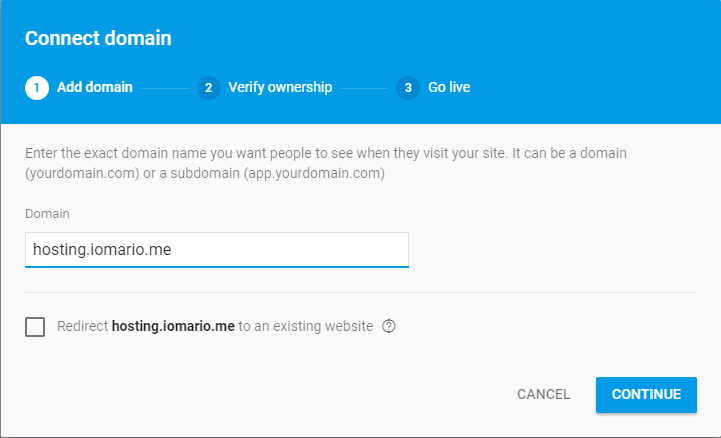 Connect domain
1 Add domain 2 Verify ownership 3 Go live
Enter the exact domain name you want people to see when they visit your site. It can be a domain
(yourdomain.com) or a subdomain (app.yourdomain.com)
Domain
hosting.iomario.me
Redirect hosting.iomario.me to an existing website ?
CANCEL CONTINUE